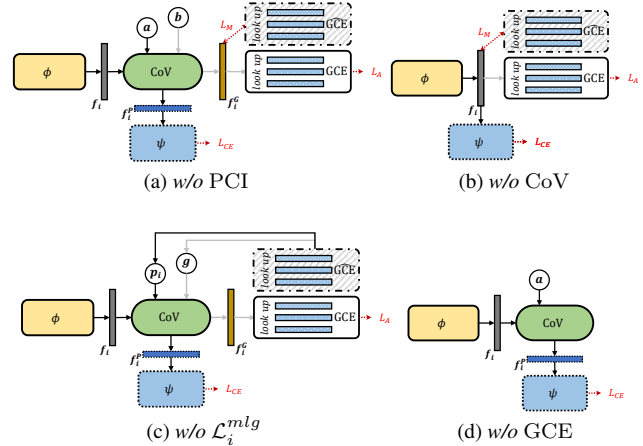 a
b
L_M
look up
GCE
ϕ
CoV
look up
GCE
L_A
f_i
f_i^P
f_i^G
ψ
L_CE
(a) w/o PCI
L_M
look up
GCE
ϕ
look up
GCE
L_A
f_i
ψ
L_CE
(b) w/o CoV
p_i
g
look up
GCE
ϕ
CoV
look up
GCE
L_A
f_i
f_i^P
f_i^G
ψ
L_CE
(c) w/o ℒ_i^{mlg}
a
ϕ
CoV
f_i
f_i^P
ψ
L_CE
(d) w/o GCE